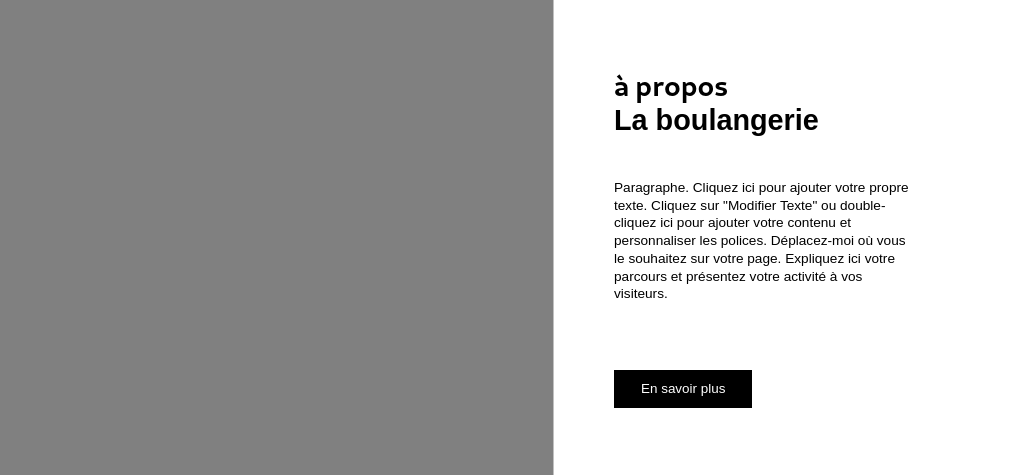 à propos
La boulangerie
Paragraphe. Cliquez ici pour ajouter votre propre
texte. Cliquez sur "Modifier Texte" ou double-
cliquez ici pour ajouter votre contenu et
personnaliser les polices. Déplacez-moi où vous
le souhaitez sur votre page. Expliquez ici votre
parcours et présentez votre activité à vos
visiteurs.
En savoir plus